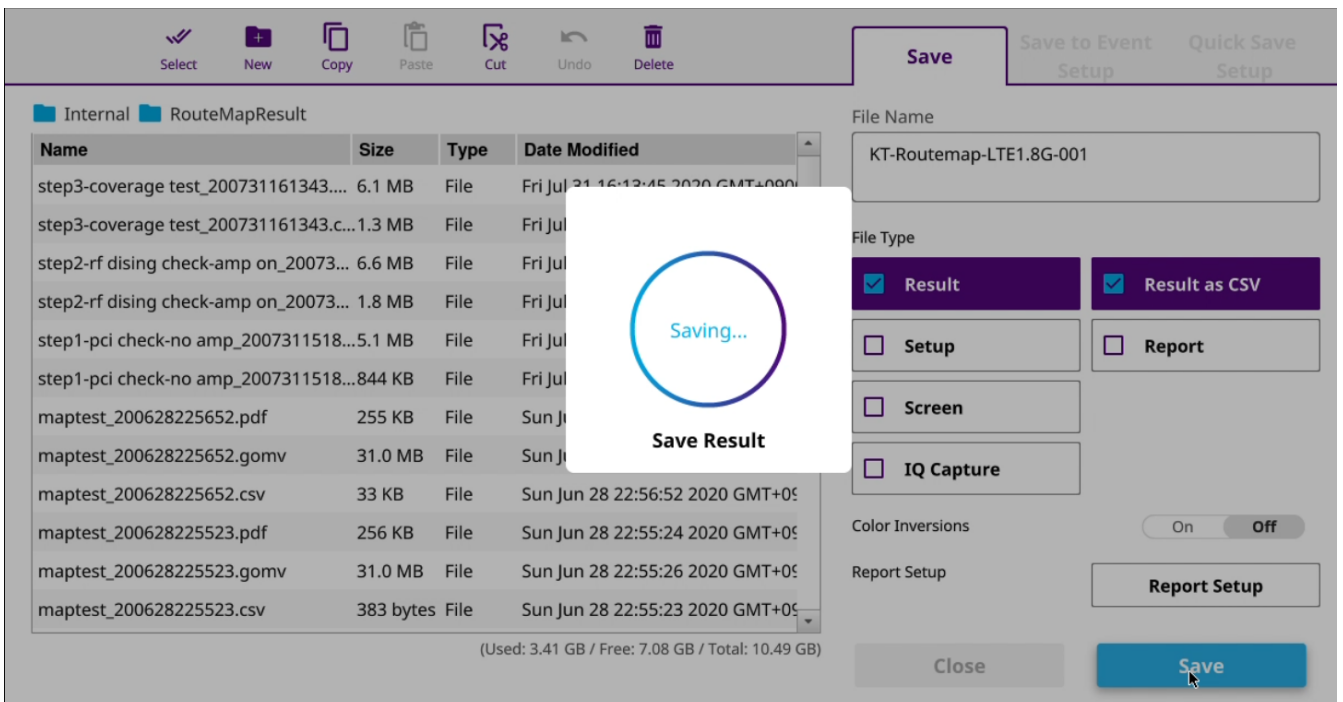 Select New Copy Paste Cut Undo Delete
Save
Save to Event Setup
Quick Save Setup
Internal RouteMapResult
Name Size Type Date Modified
step3-coverage test_200731161343.... 6.1 MB File Fri Jul 31 16:13:45 2020 GMT+090
step3-coverage test_200731161343.c... 1.3 MB File Fri Jul
step2-rf dising check-amp on_20073... 6.6 MB File Fri Jul
step2-rf dising check-amp on_20073... 1.8 MB File Fri Jul
step1-pci check-no amp_2007311518... 5.1 MB File Fri Jul
step1-pci check-no amp_2007311518... 844 KB File Fri Jul
maptest_200628225652.pdf 255 KB File Sun
maptest_200628225652.gomv 31.0 MB File Sun
maptest_200628225652.csv 33 KB File Sun Jun 28 22:56:52 2020 GMT+09
maptest_200628225523.pdf 256 KB File Sun Jun 28 22:55:24 2020 GMT+09
maptest_200628225523.gomv 31.0 MB File Sun Jun 28 22:55:26 2020 GMT+09
maptest_200628225523.csv 383 bytes File Sun Jun 28 22:55:23 2020 GMT+09
(Used: 3.41 GB / Free: 7.08 GB / Total: 10.49 GB)
Saving...
Save Result
File Name
KT-Routemap-LTE1.8G-001
File Type
Result Result as CSV
Setup Report
Screen
IQ Capture
Color Inversions On Off
Report Setup Report Setup
Close Save